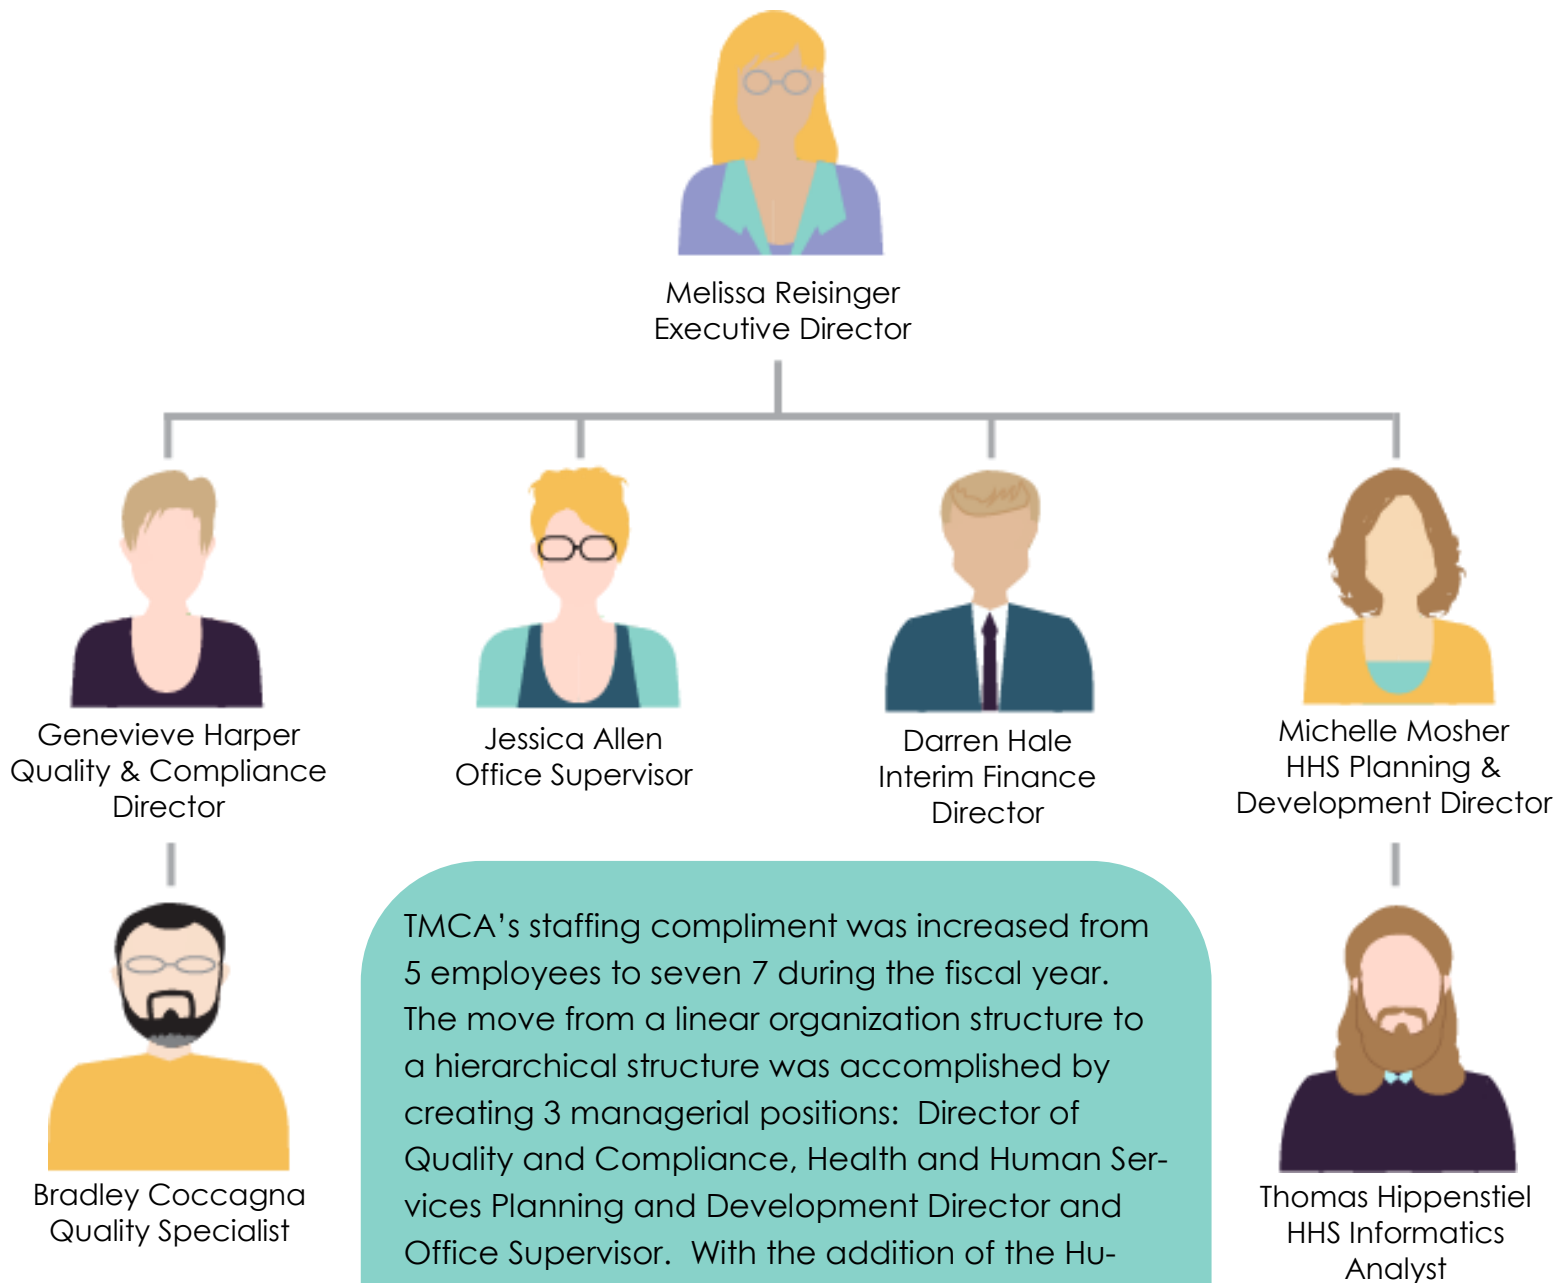 Melissa Reisinger
Executive Director
Genevieve Harper
Quality & Compliance
Director
Jessica Allen
Office Supervisor
Darren Hale
Interim Finance
Director
Michelle Mosher
HHS Planning &
Development Director
Bradley Coccagna
Quality Specialist
TMCA’s staffing compliment was increased from
5 employees to seven 7 during the fiscal year.
The move from a linear organization structure to
a hierarchical structure was accomplished by
creating 3 managerial positions:  Director of
Quality and Compliance, Health and Human Ser-
vices Planning and Development Director and
Office Supervisor.  With the addition of the Hu-
Thomas Hippenstiel
HHS Informatics
Analyst